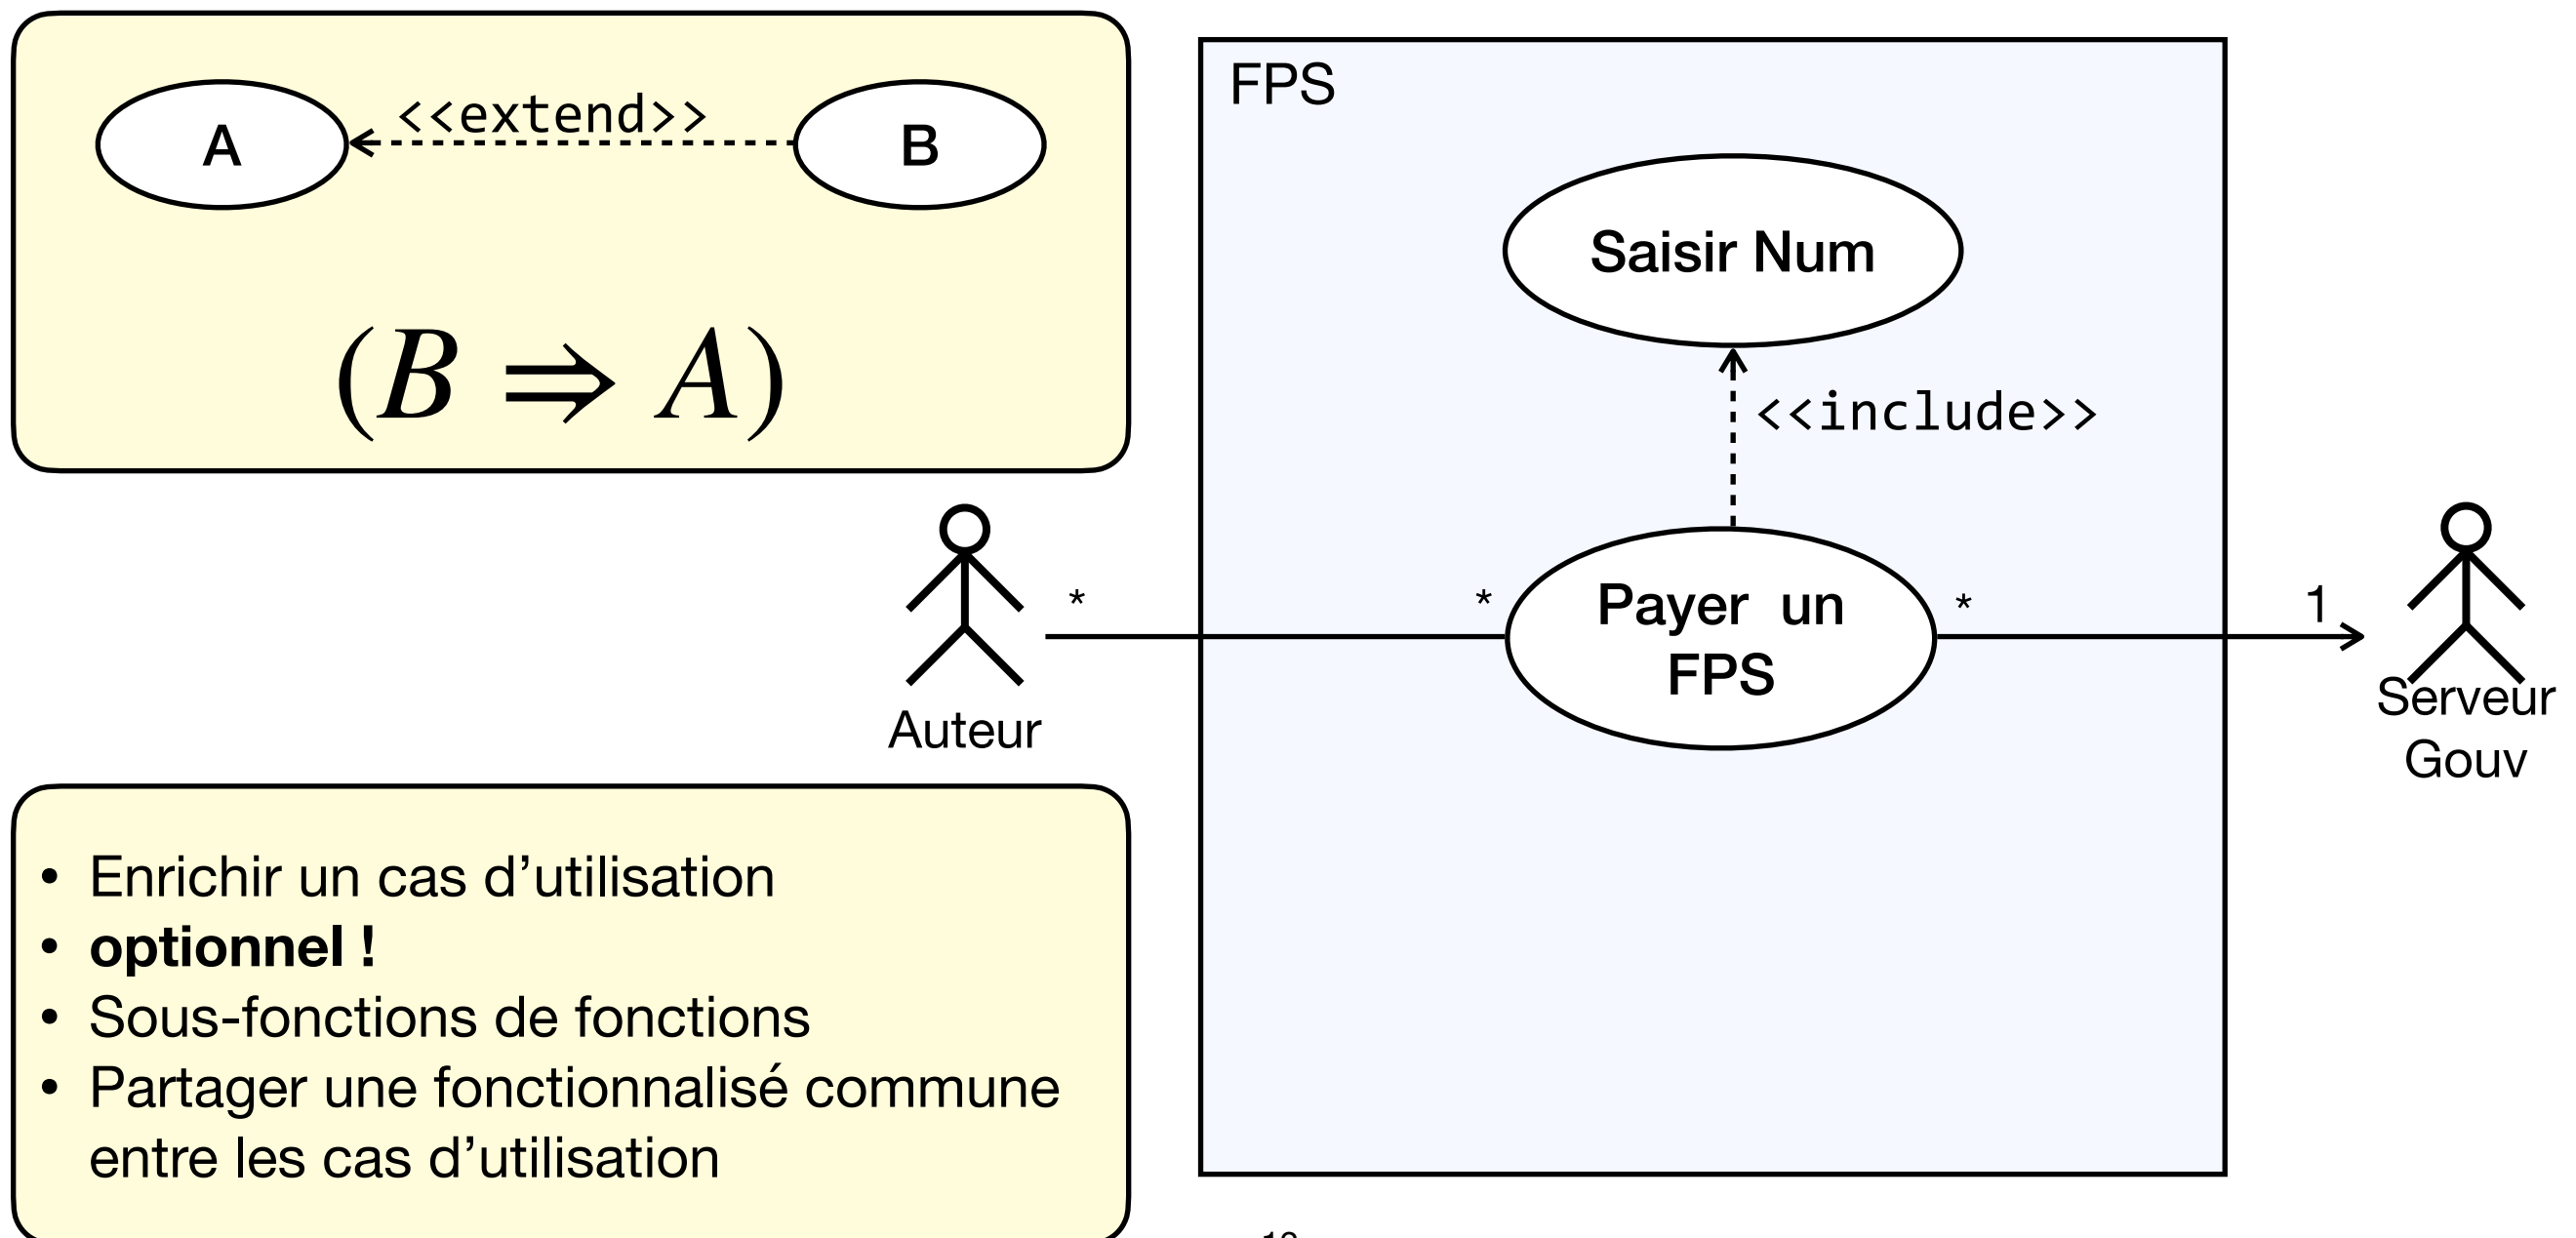 <<extend>>
A
B
(B ⇒ A)
FPS
Saisir Num
<<include>>
* * * 1
Payer un
FPS
Auteur
Serveur
Gouv
• Enrichir un cas d’utilisation
• optionnel !
• Sous-fonctions de fonctions
• Partager une fonctionnalisé commune
entre les cas d’utilisation